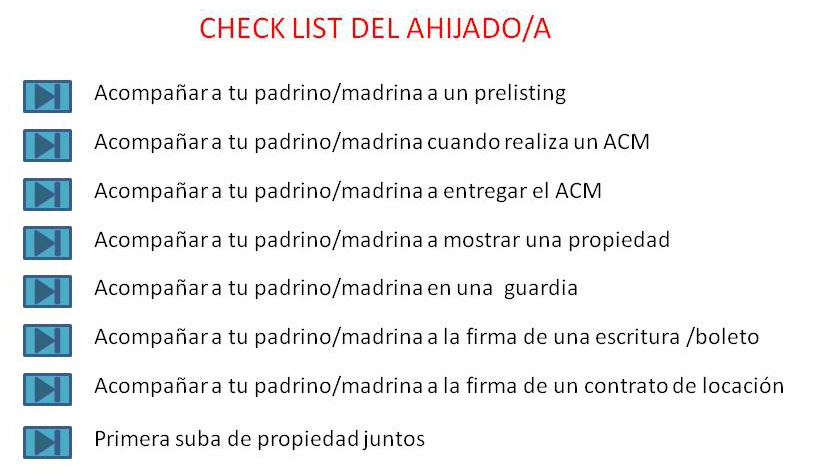 CHECK LIST DEL AHIJADO/A
Acompañar a tu padrino/madrina a un prelisting
Acompañar a tu padrino/madrina cuando realiza un ACM
Acompañar a tu padrino/madrina a entregar el ACM
Acompañar a tu padrino/madrina a mostrar una propiedad
Acompañar a tu padrino/madrina en una guardia
Acompañar a tu padrino/madrina a la firma de una escritura /boleto
Acompañar a tu padrino/madrina a la firma de un contrato de locación
Primera suba de propiedad juntos